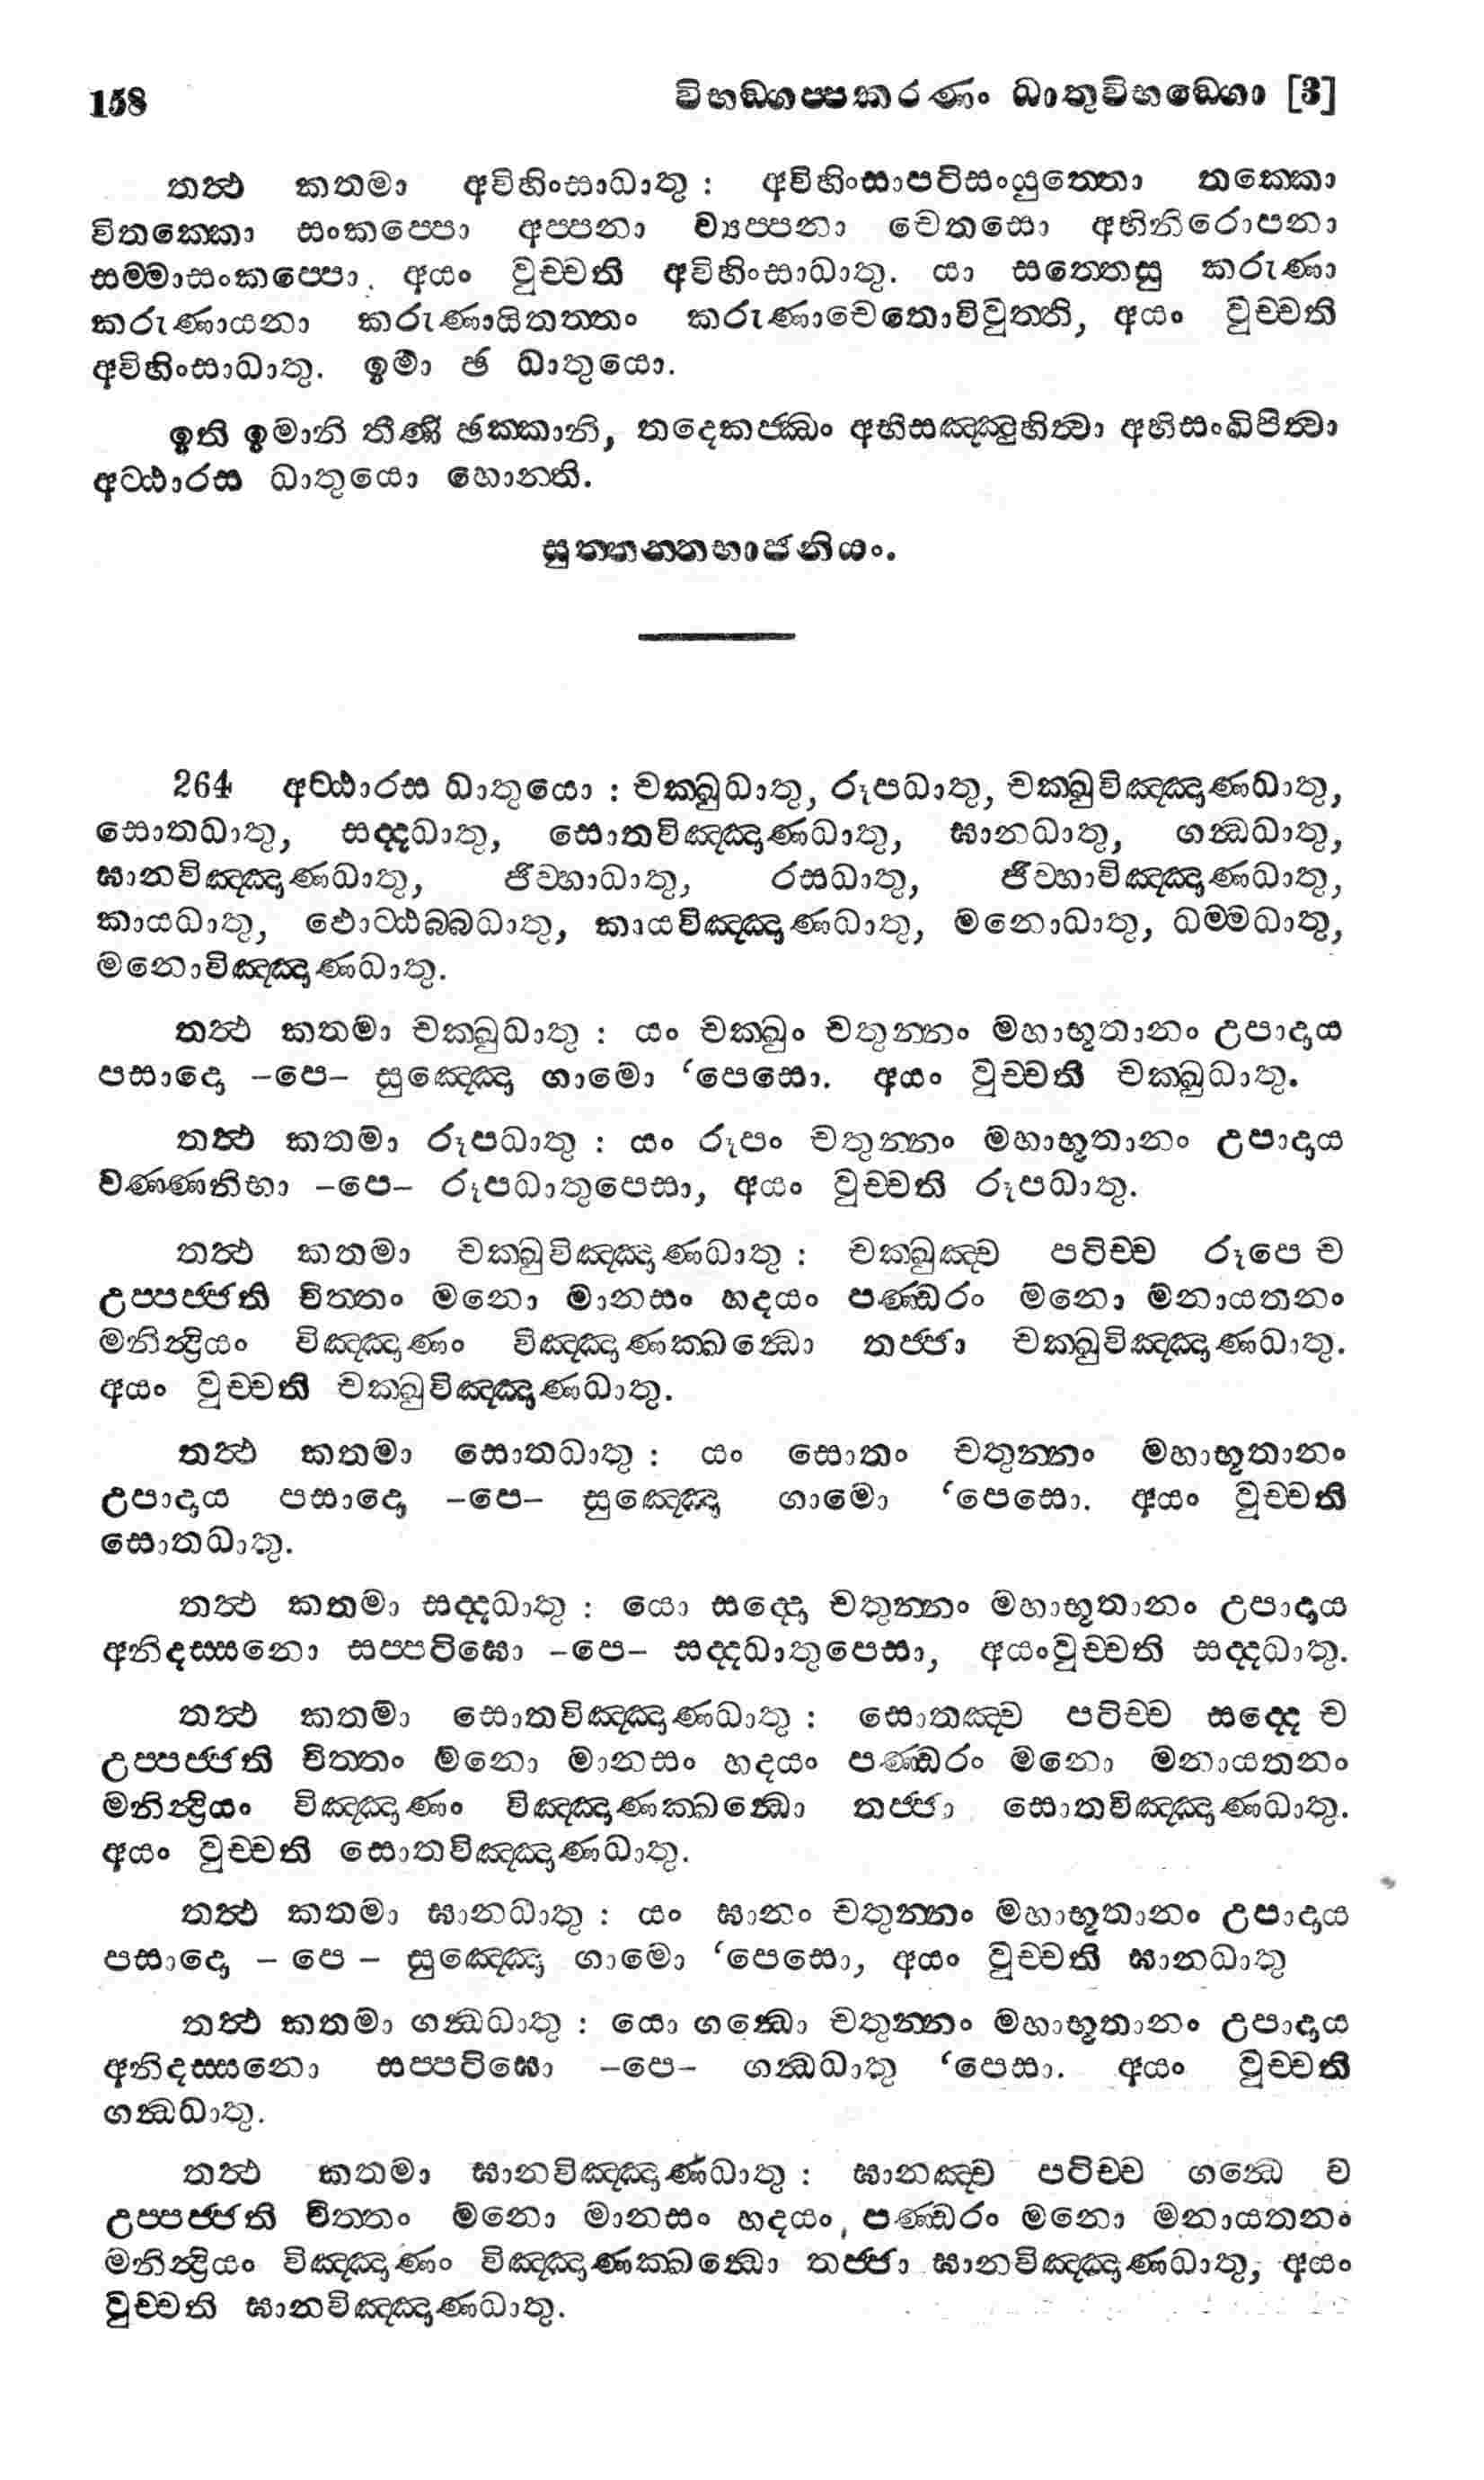 158 විභඞ්ගප්පකරණං ධාතුවිභඞ්ගො [3]
තත්ථ කතමා අවිහිංසාධාතු : අවිහිංසාපටිසංයුත්තො තක්කො
විතක්කො සංකප්පො අප්පනා ව්‍යප්පනා චෙතසො අභිනිරොපනා
සම්මාසංකප්පො. අයං වුච්චති අවිහිංසාධාතු. යා සත්තෙසු කරුණා
කරුණායනා කරුණායිතත්තං කරුණාචෙතොවිවුත්ති, අයං වුච්චති
අවිහිංසාධාතු. ඉමා ඡ ධාතුයො.
ඉති ඉමානි තීණි ඡක්කානි, තදෙකජ්ඣං අභිසඤ්ඤුහිත්‍වා අභිසංඛිපිත්‍වා
අට්ඨාරස ධාතුයො හොන්ති.
සුත්තන්තභාජනියං.
264 අට්ඨාරස ධාතුයො : චක්ඛුධාතු, රූපධාතු, චක්ඛුවිඤ්ඤාණධාතු,
සොතධාතු, සද්දධාතු, සොතවිඤ්ඤාණධාතු, ඝානධාතු, ගන්ධධාතු,
ඝානවිඤ්ඤාණධාතු, ජිව්හාධාතු, රසධාතු, ජිව්හාවිඤ්ඤාණධාතු,
කායධාතු, ඵොට්ඨබ්බධාතු, කායවිඤ්ඤාණධාතු, මනොධාතු, ධම්මධාතු,
මනොවිඤ්ඤාණධාතු.
තත්ථ කතමා චක්ඛුධාතු : යං චක්ඛුං චතුන්නං මහාභූතානං උපාදාය
පසාදො -පෙ- සුඤ්ඤො ගාමො ‘පෙසො. අයං වුච්චති චක්ඛුධාතු.
තත්ථ කතමා රූපධාතු : යං රූපං චතුන්නං මහාභූතානං උපාදාය
වණ්ණනිභා -පෙ- රූපධාතුපෙසා, අයං වුච්චති රූපධාතු.
තත්ථ කතමා චක්ඛුවිඤ්ඤාණධාතු : චක්ඛුඤ්ච පටිච්ච රූපෙ ච
උප්පජ්ජති චිත්තං මනො මානසං හදයං පණ්ඩරං මනො මනායතනං
මනින්ද්‍රියං විඤ්ඤාණං විඤ්ඤාණක්ඛන්ධො තජ්ජා චක්ඛුවිඤ්ඤාණධාතු.
අයං වුච්චති චක්ඛුවිඤ්ඤාණධාතු.
තත්ථ කතමා සොතධාතු : යං සොතං චතුන්නං මහාභූතානං
උපාදාය පසාදො -පෙ- සුඤ්ඤො ගාමො ‘පෙසො. අයං වුච්චති
සොතධාතු.
තත්ථ කතමා සද්දධාතු : යො සද්දො චතුන්නං මහාභූතානං උපාදාය
අනිදස්සනො සප්පටිඝො -පෙ- සද්දධාතුපෙසා, අයංවුච්චති සද්දධාතු.
තත්ථ කතමා සොතවිඤ්ඤාණධාතු : සොතඤ්ච පටිච්ච සද්දෙ ච
උප්පජ්ජති චිත්තං මනො මානසං හදයං පණ්ඩරං මනො මනායතනං
මනින්ද්‍රියං විඤ්ඤාණං විඤ්ඤාණක්ඛන්ධො තජ්ජා සොතවිඤ්ඤාණධාතු.
අයං වුච්චති සොතවිඤ්ඤාණධාතු.
තත්ථ කතමා ඝානධාතු : යං ඝානං චතුන්නං මහාභූතානං උපාදාය
පසාදො - පෙ - සුඤ්ඤො ගාමො ‘පෙසො, අයං වුච්චති ඝානධාතු
තත්ථ කතමා ගන්ධධාතු : යො ගන්ධො චතුන්නං මහාභූතානං උපාදාය
අනිදස්සනො සප්පටිඝො -පෙ- ගන්ධධාතු ‘පෙසා. අයං වුච්චති
ගන්ධධාතු.
තත්ථ කතමා ඝානවිඤ්ඤාණධාතු : ඝානඤ්ච පටිච්ච ගන්ධෙ ච
උප්පජ්ජති චිත්තං මනො මානසං හදයං, පණ්ඩරං මනො මනායතනං
මනින්ද්‍රියං විඤ්ඤාණං විඤ්ඤාණක්ඛන්ධො තජ්ජා ඝානවිඤ්ඤාණධාතු, අයං
වුච්චති ඝානවිඤ්ඤාණධාතු.